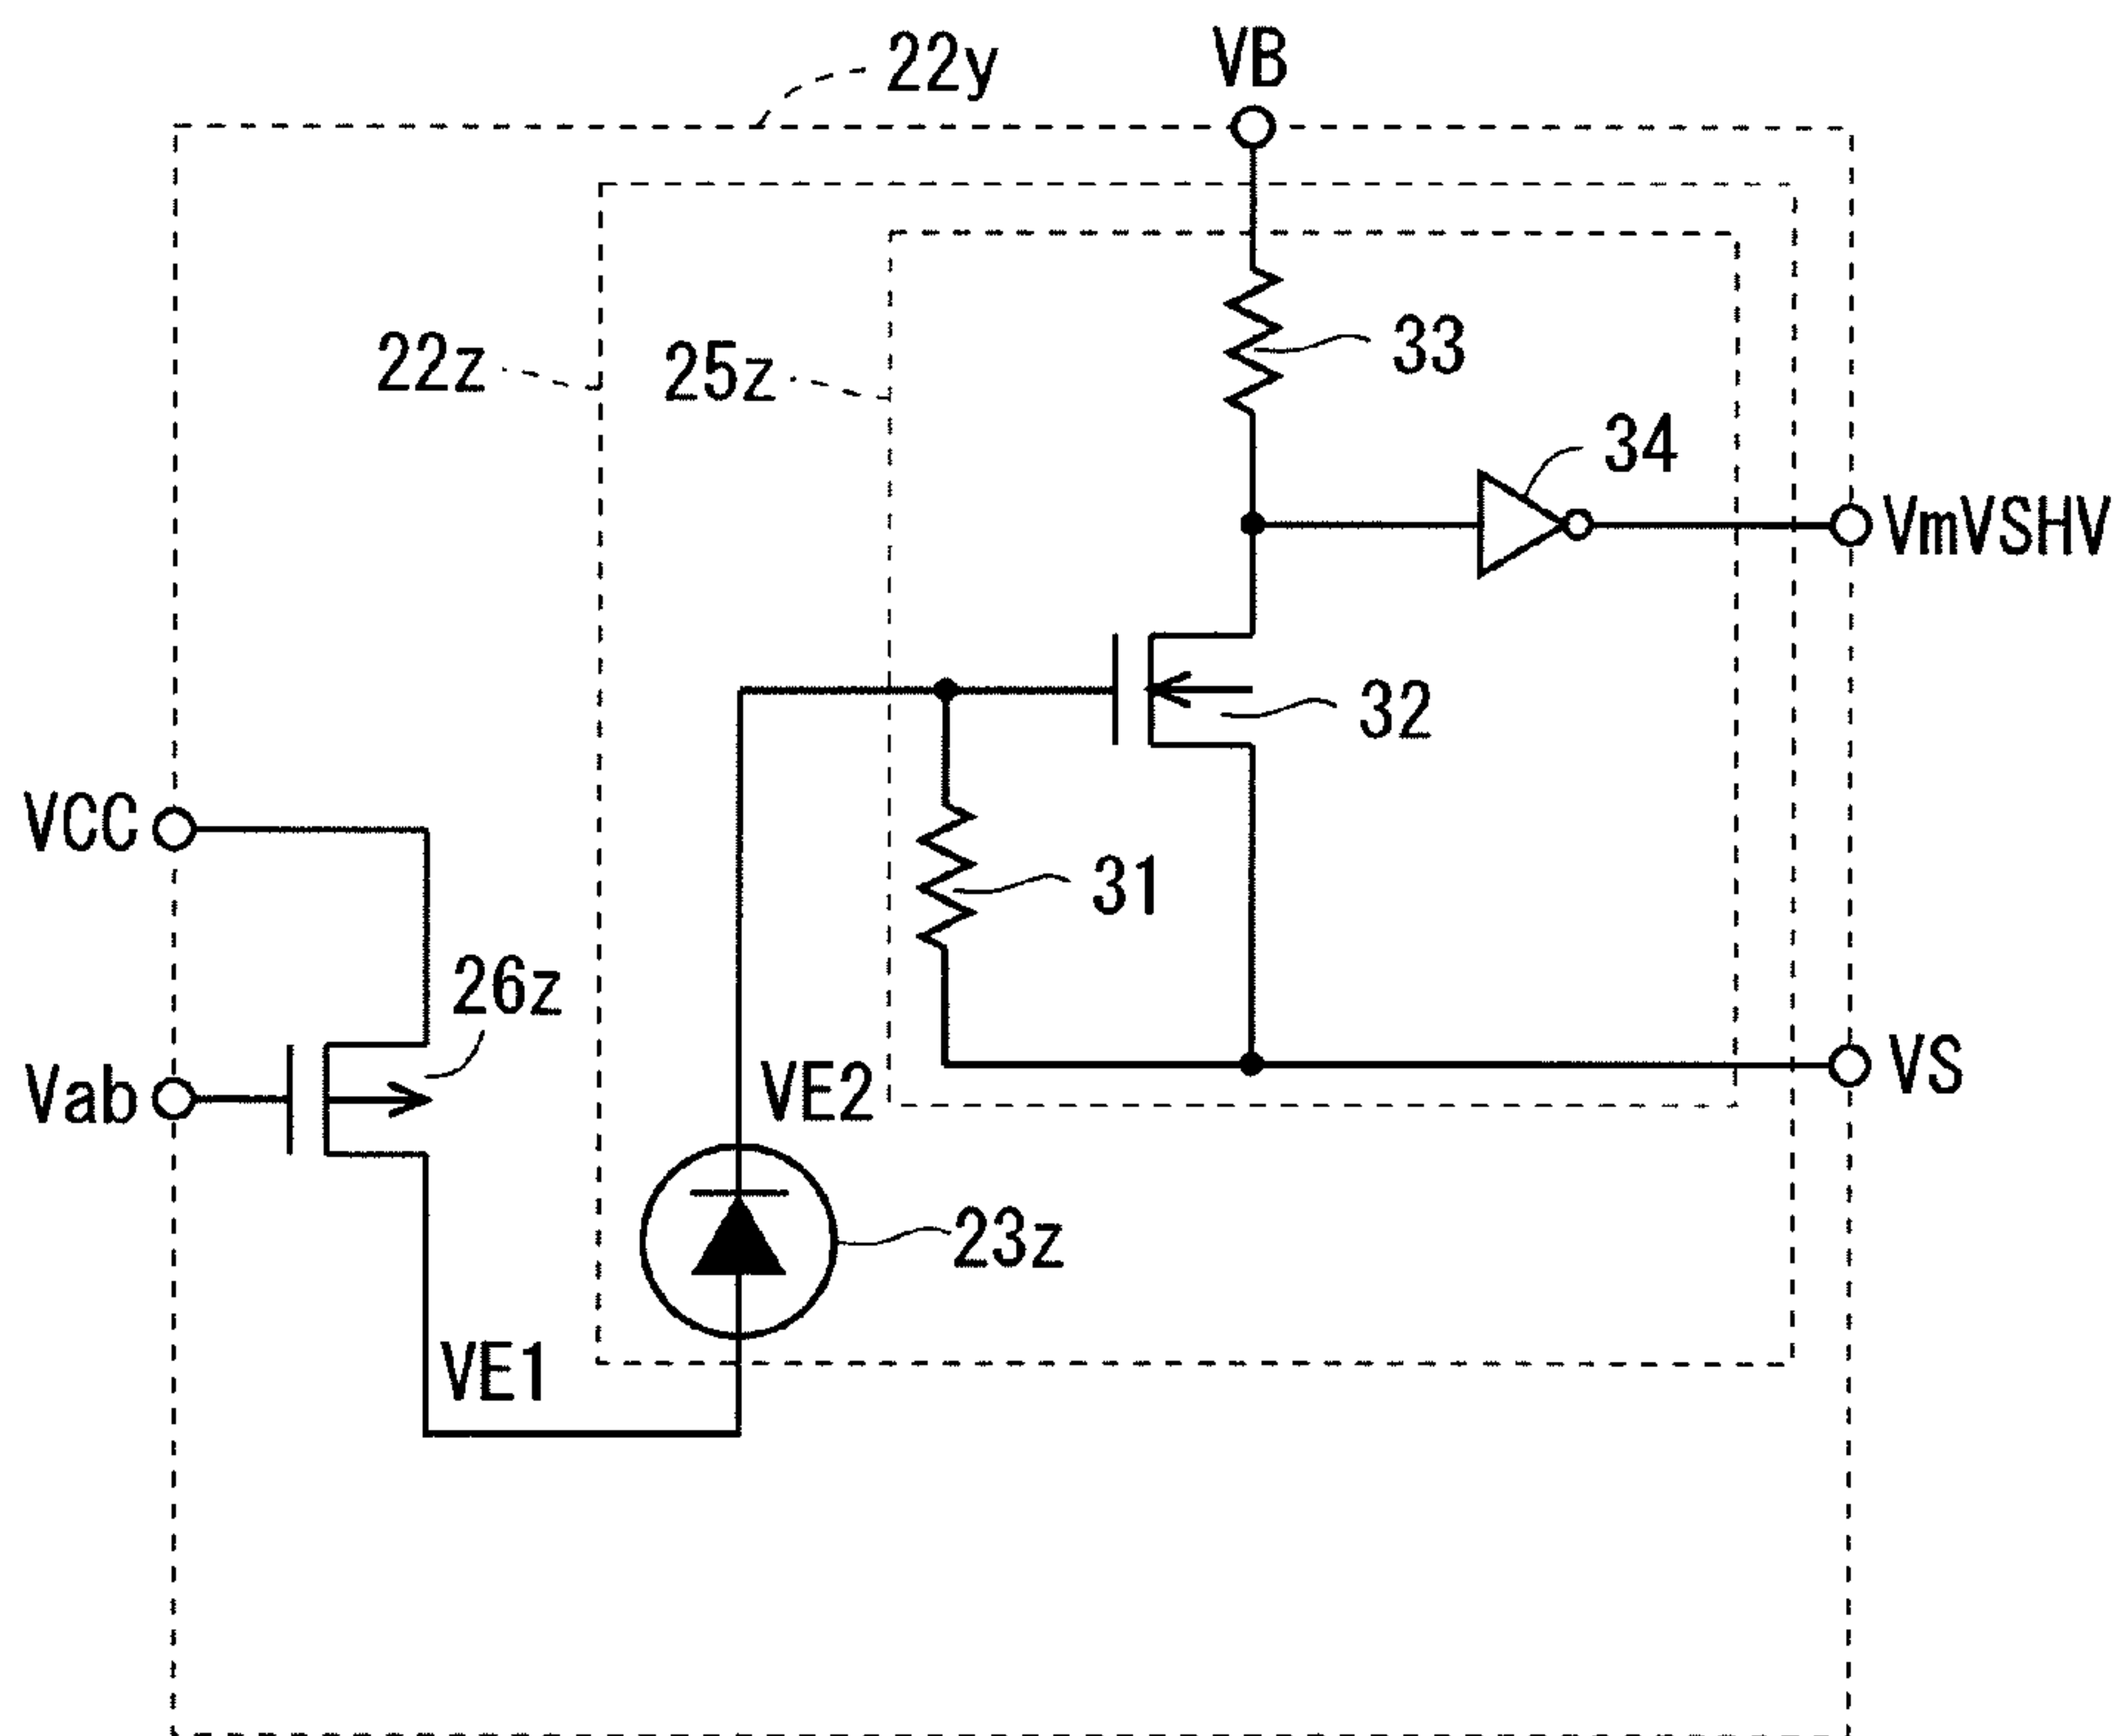 22y
VB
22z
25z
33
34
VmVSHV
32
VCC
31
26z
Vab
VE2
VS
23z
VE1